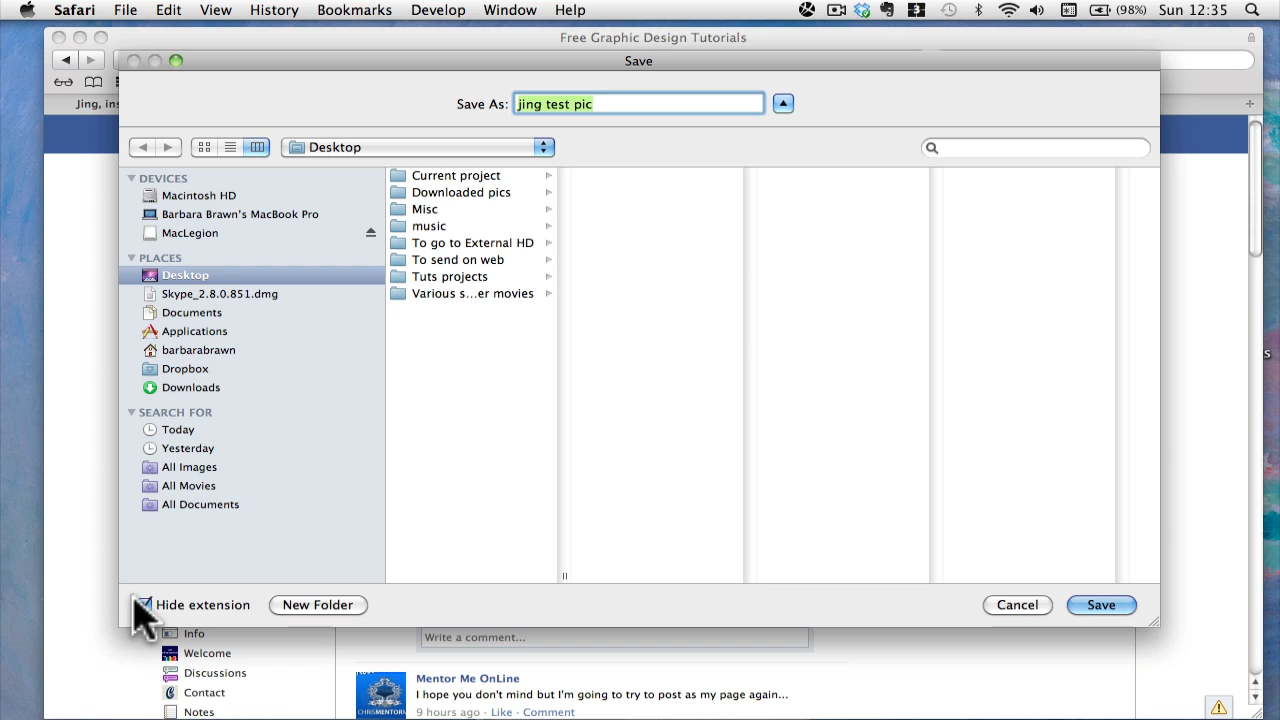 Safari File Edit View History Bookmarks Develop Window Help 3 (98%) Sun 12:35
Free Graphic Design Tutorials
Save
Jing, ins
Save As: jing test pic
Desktop
DEVICES
Macintosh HD
Barbara Brawn's MacBook Pro
MacLegion
PLACES
Desktop
Skype_2.8.0.851.dmg
Documents
Applications
barbarabrawn
Dropbox
Downloads
SEARCH FOR
Today
Yesterday
All Images
All Movies
All Documents
Current project
Downloaded pics
Misc
music
To go to External HD
To send on web
Tuts projects
Various s...er movies
s
Hide extension New Folder Cancel Save
Info
Welcome
Discussions
Contact
Notes
Write a comment...
Mentor Me OnLine
I hope you don't mind but I'm going to try to post as my page again...
9 hours ago · Like · Comment